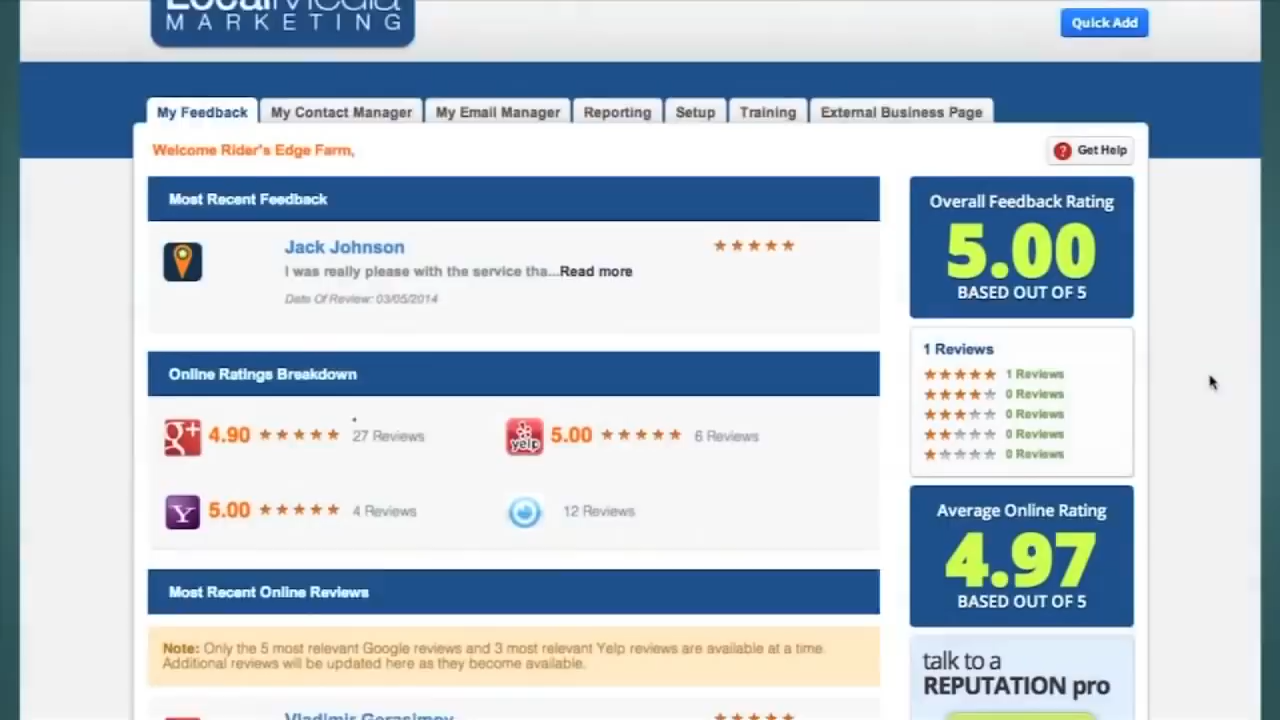 LocalMedia
MARKETING
Quick Add
My Feedback
My Contact Manager
My Email Manager
Reporting
Setup
Training
External Business Page
Welcome Rider's Edge Farm,
? Get Help
Most Recent Feedback
Jack Johnson
I was really please with the service tha...Read more
Date Of Review: 03/05/2014
Overall Feedback Rating
5.00
BASED OUT OF 5
1 Reviews
1 Reviews
0 Reviews
0 Reviews
0 Reviews
0 Reviews
Online Ratings Breakdown
g+ 4.90 27 Reviews
yelp 5.00 6 Reviews
Y 5.00 4 Reviews
12 Reviews
Average Online Rating
4.97
BASED OUT OF 5
Most Recent Online Reviews
Note: Only the 5 most relevant Google reviews and 3 most relevant Yelp reviews are available at a time.
Additional reviews will be updated here as they become available.
talk to a
REPUTATION pro
Vladimir Gerasimov